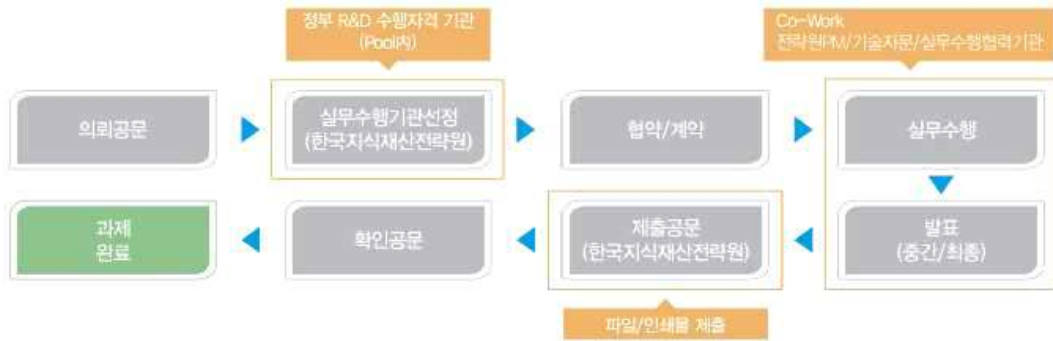 정부 R&D 수행자격 기관
(Pool內)
Co-Work
전략원PM/기술자문/실무수행협력기관
의뢰공문
실무수행기관선정
(한국지식재산전략원)
협약/계약
실무수행
과제
완료
확인공문
제출공문
(한국지식재산전략원)
발표
(중간/최종)
파일/인쇄물 제출